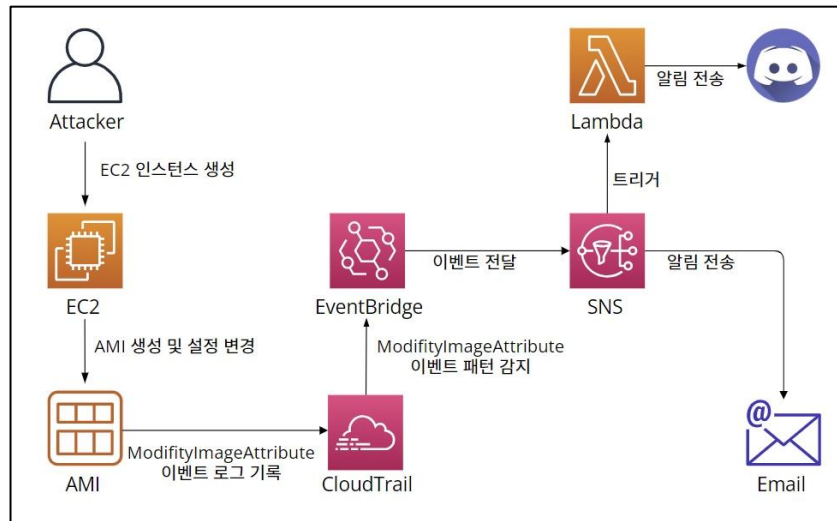 Attacker
EC2 인스턴스 생성
EC2
AMI 생성 및 설정 변경
AMI
ModifityImageAttribute
이벤트 로그 기록
CloudTrail
ModifityImageAttribute
이벤트 패턴 감지
EventBridge
이벤트 전달
SNS
트리거
Lambda
알림 전송
알림 전송
@
Email